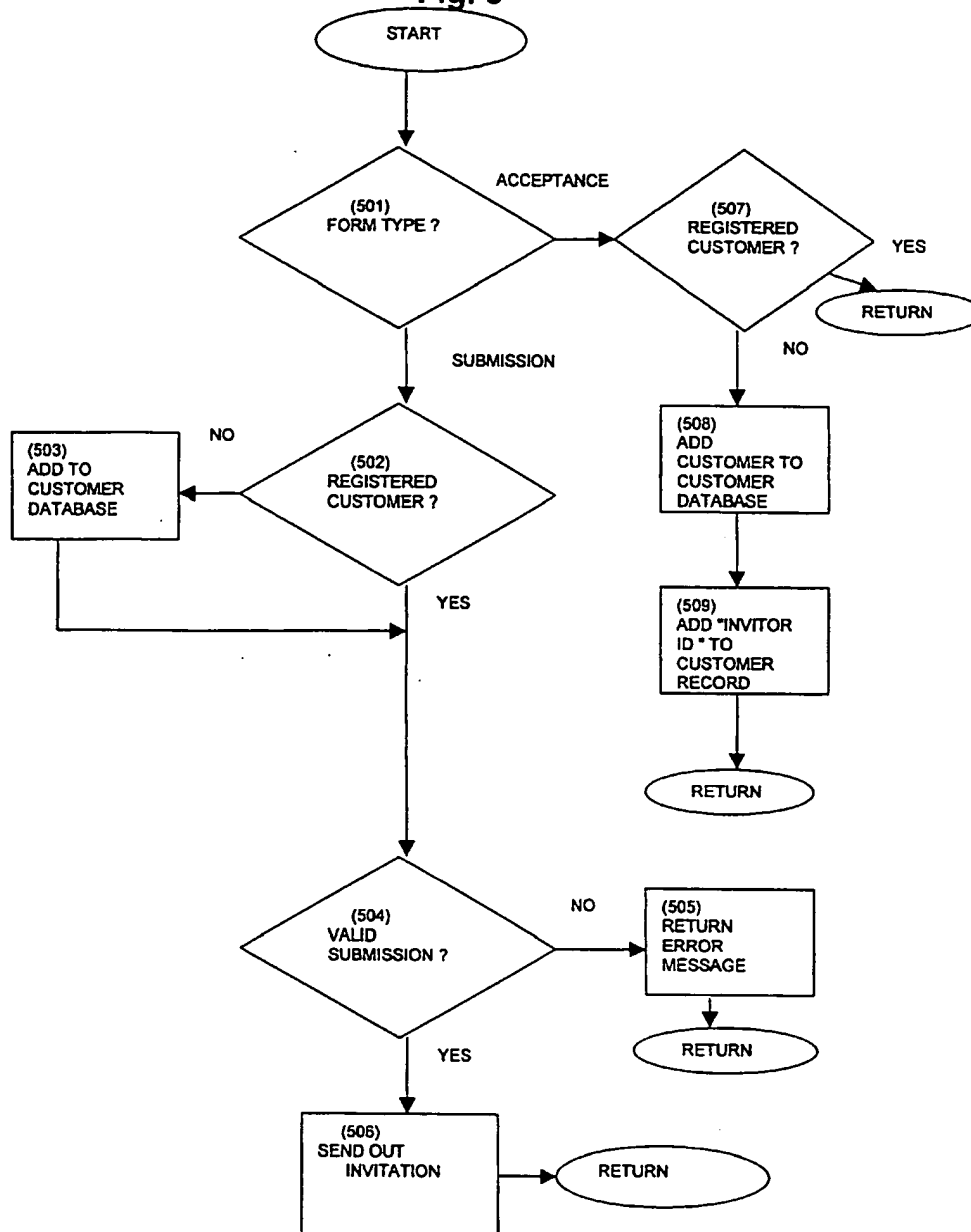 START
ACCEPTANCE
(501)
FORM TYPE ?
(507)
REGISTERED
CUSTOMER ?
YES
RETURN
SUBMISSION
NO
NO
(503)
ADD TO
CUSTOMER
DATABASE
(502)
REGISTERED
CUSTOMER ?
(508)
ADD
CUSTOMER TO
CUSTOMER
DATABASE
YES
(509)
ADD "INVITOR
ID " TO
CUSTOMER
RECORD
RETURN
(504)
VALID
SUBMISSION ?
NO
(505)
RETURN
ERROR
MESSAGE
RETURN
YES
(506)
SEND OUT
INVITATION
RETURN